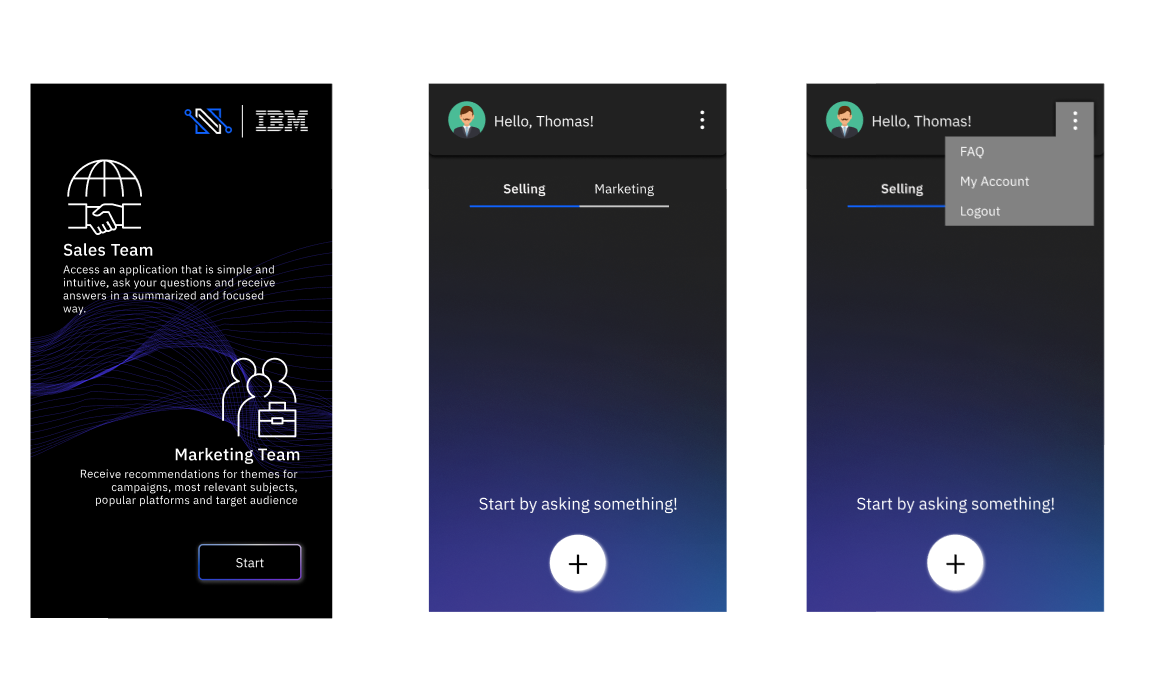 IBM
Sales Team
Access an application that is simple and
intuitive, ask your questions and receive
answers in a summarized and focused
way.
Marketing Team
Receive recommendations for themes for
campaigns, most relevant subjects,
popular platforms and target audience
Start
Hello, Thomas!
Selling Marketing
Start by asking something!
Hello, Thomas!
FAQ
My Account
Logout
Selling
Start by asking something!